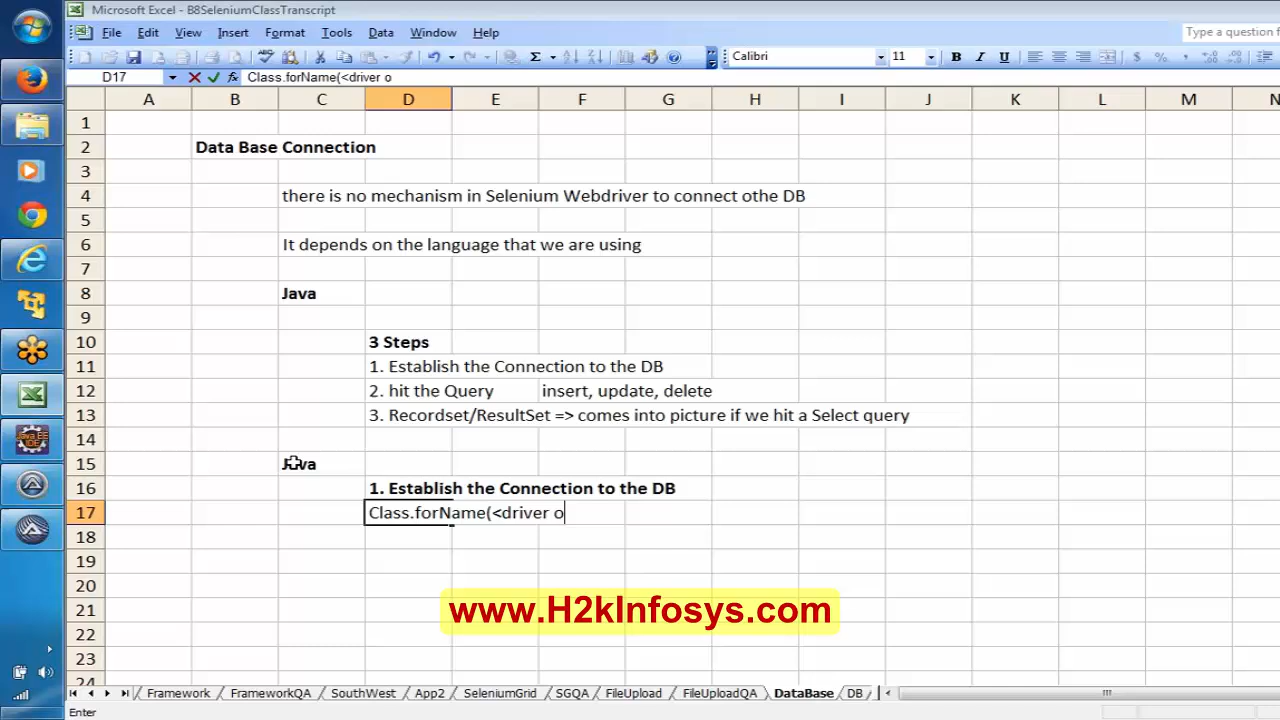 Microsoft Excel - B8SeleniumClassTranscript
File Edit View Insert Format Tools Data Window Help
Type a question f
Calibri 11 B I U
D17 Class.forName(<driver o
A B C D E F G H I J K L M N
1
2 Data Base Connection
3
4 there is no mechanism in Selenium Webdriver to connect othe DB
5
6 It depends on the language that we are using
7
8 Java
9
10 3 Steps
11 1. Establish the Connection to the DB
12 2. hit the Query insert, update, delete
13 3. Recordset/ResultSet => comes into picture if we hit a Select query
14
15 Java
16 1. Establish the Connection to the DB
17 Class.forName(<driver o
18
19
20
21
22
23
24
www.H2kInfosys.com
Framework FrameworkQA SouthWest App2 SeleniumGrid SGQA FileUpload FileUploadQA DataBase DB
Enter